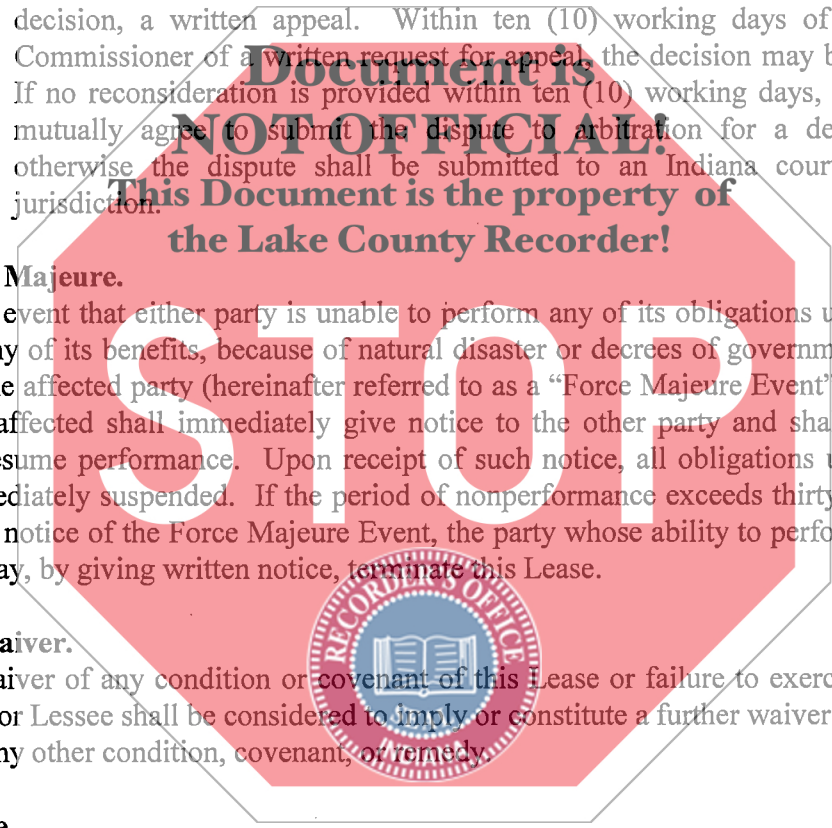 decision, a written appeal. Within ten (10) working days of
Commissioner of a written request for appeal, the decision may b
If no reconsideration is provided within ten (10) working days,
mutually agree to submit the dispute to arbitration for a de
otherwise the dispute shall be submitted to an Indiana cour
jurisdiction.
Document is
NOT OFFICIAL!
This Document is the property of
the Lake County Recorder!
Majeure.
event that either party is unable to perform any of its obligations u
ny of its benefits, because of natural disaster or decrees of governm
e affected party (hereinafter referred to as a “Force Majeure Event”
affected shall immediately give notice to the other party and sha
esume performance. Upon receipt of such notice, all obligations u
ediately suspended. If the period of nonperformance exceeds thirty
notice of the Force Majeure Event, the party whose ability to perfo
ay, by giving written notice, terminate this Lease.
STOP
RECORDER'S OFFICE
aiver.
aiver of any condition or covenant of this Lease or failure to exerc
or Lessee shall be considered to imply or constitute a further waiver
ny other condition, covenant, or remedy.